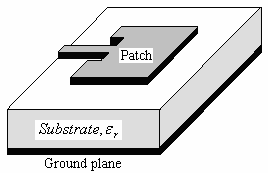 Patch
Substrate, εᵣ
Ground plane